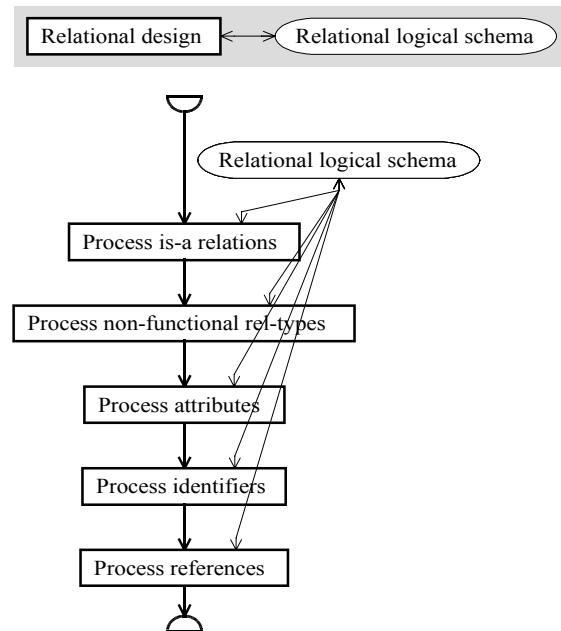 Relational design
Relational logical schema
Relational logical schema
Process is-a relations
Process non-functional rel-types
Process attributes
Process identifiers
Process references